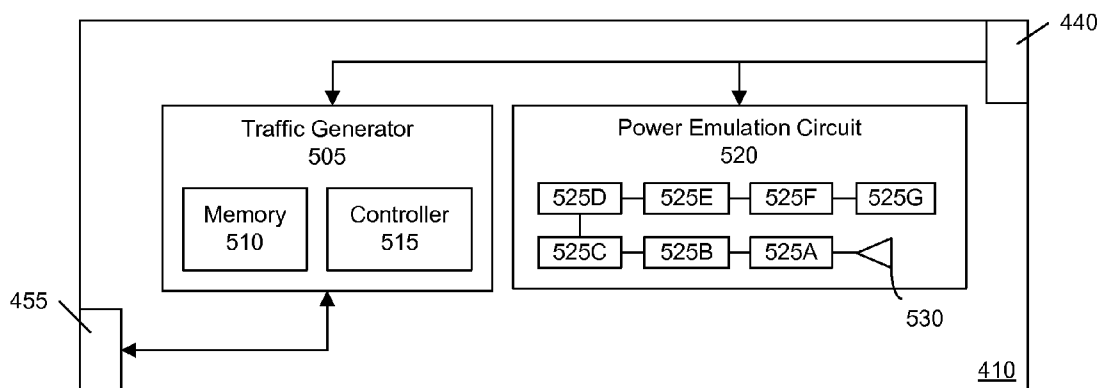 440
Traffic Generator
505
Power Emulation Circuit
520
Memory
510
Controller
515
525D 525E 525F 525G
525C 525B 525A
455
530
410